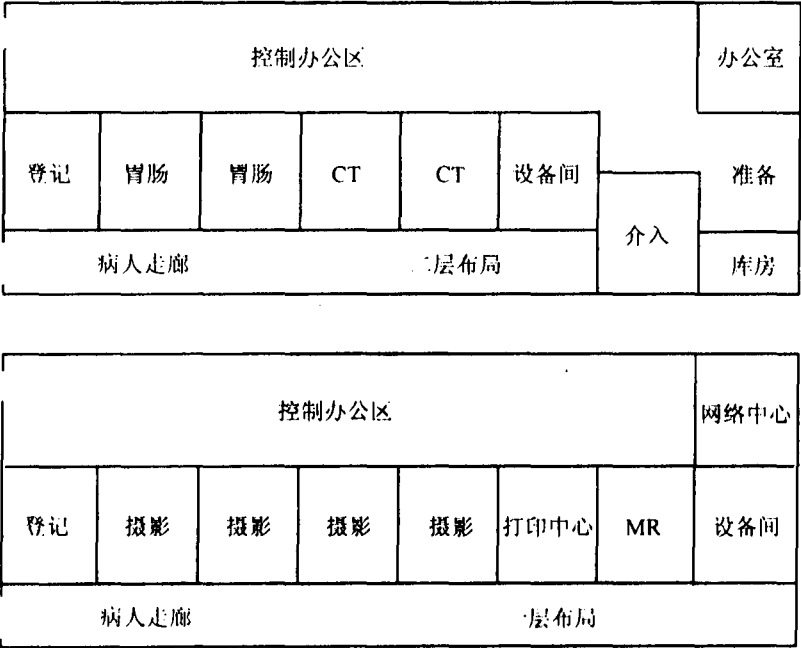 控制办公区 办公室
登记 胃肠 胃肠 CT CT 设备间 准备
介入
病人走廊 二层布局 库房
控制办公区 网络中心
登记 摄影 摄影 摄影 摄影 打印中心 MR 设备间
病人走廊 一层布局